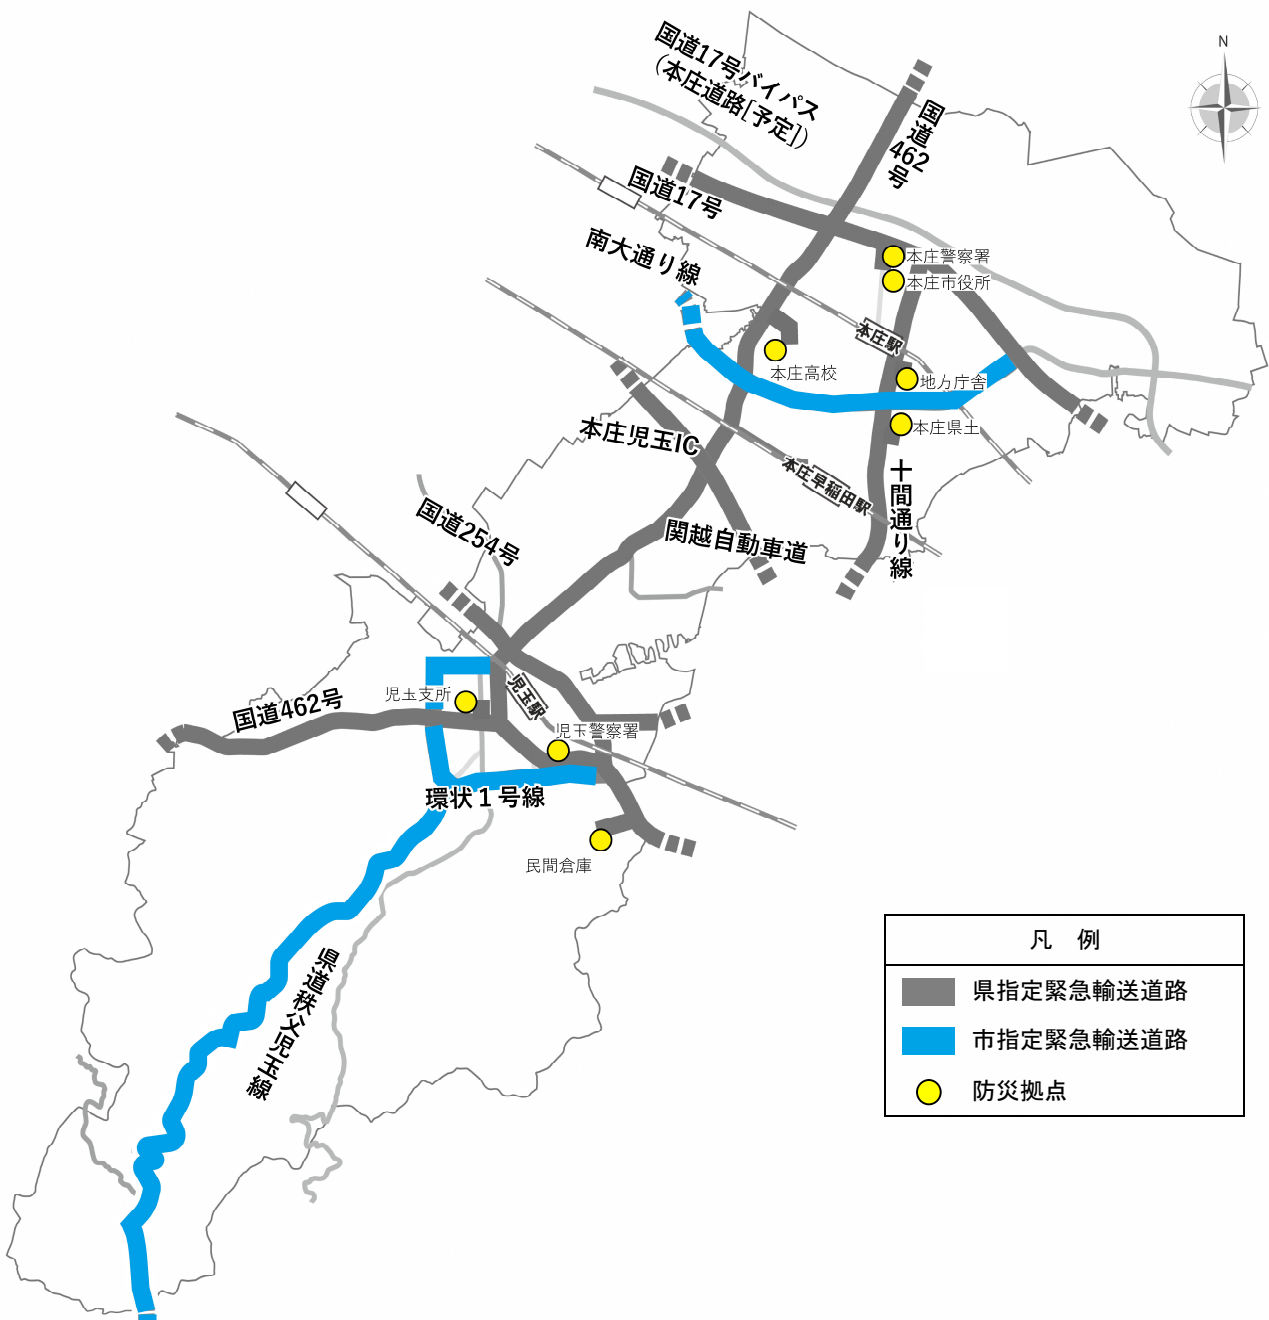 国道17号バイパス
（本庄道路[予定]）
N
国道462号
国道17号
南大通り線
本庄警察署
本庄市役所
本庄駅
本庄高校
地方庁舎
本庄県土
本庄児玉IC
本庄早稲田駅
十間通り線
国道254号
関越自動車道
児玉駅
児玉支所
国道462号
児玉警察署
環状１号線
民間倉庫
県道秩父児玉線
凡　例
県指定緊急輸送道路
市指定緊急輸送道路
防災拠点